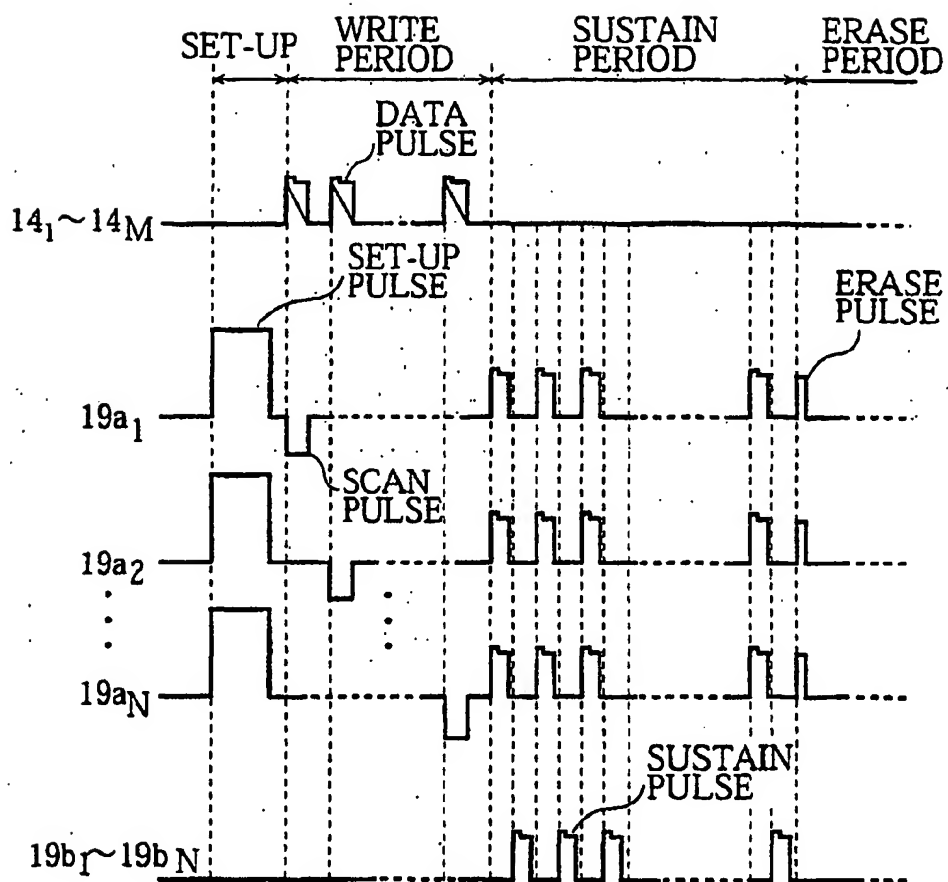 SET-UP
WRITE
PERIOD
SUSTAIN
PERIOD
ERASE
PERIOD
DATA
PULSE
14₁~14M
SET-UP
PULSE
ERASE
PULSE
19a₁
SCAN
PULSE
19a₂
19aN
SUSTAIN
PULSE
19b₁~19bN